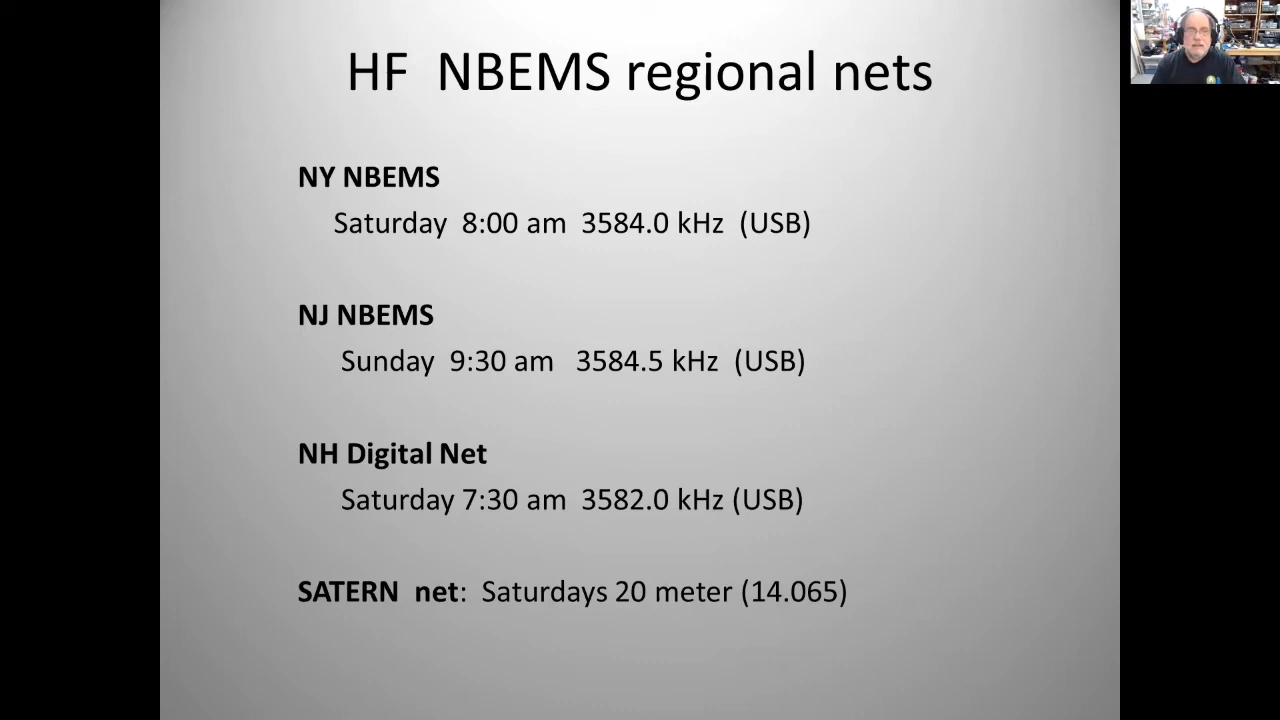 HF NBEMS regional nets
NY NBEMS
Saturday 8:00 am 3584.0 kHz (USB)
NJ NBEMS
Sunday 9:30 am 3584.5 kHz (USB)
NH Digital Net
Saturday 7:30 am 3582.0 kHz (USB)
SATERN net: Saturdays 20 meter (14.065)